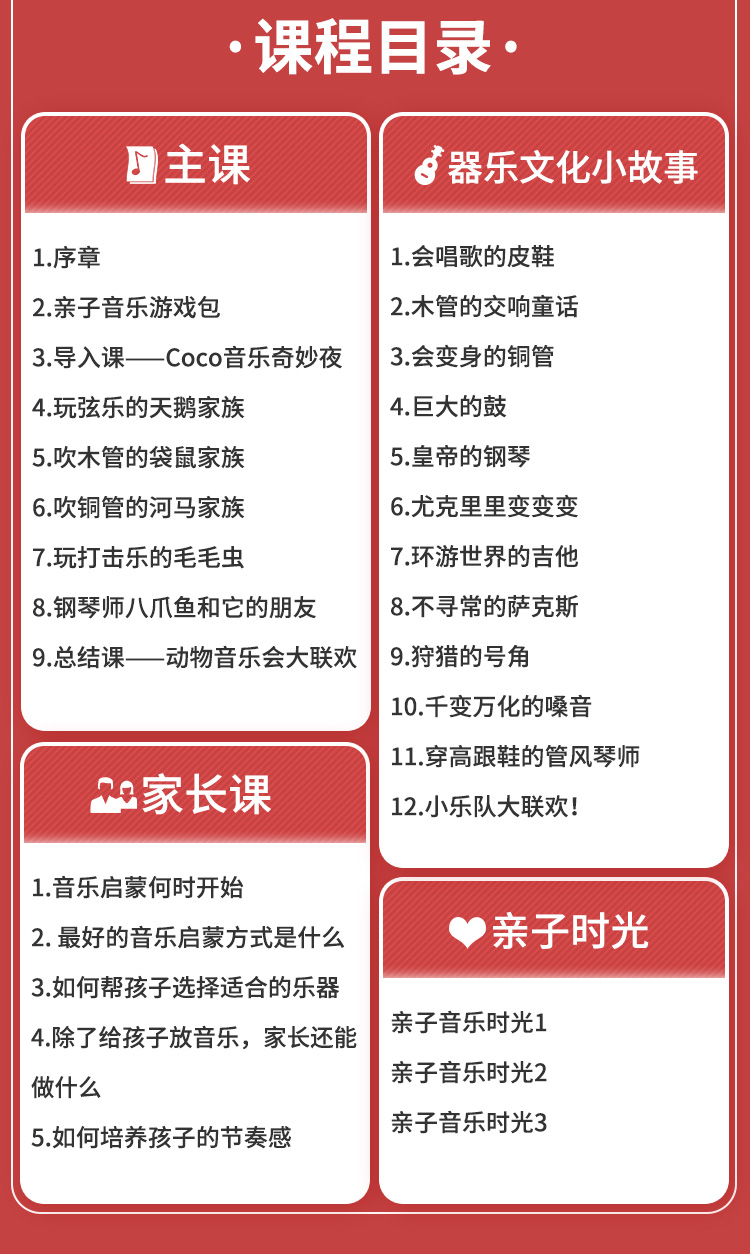 ·课程目录·
主课
1.序章
2.亲子音乐游戏包
3.导入课——Coco音乐奇妙夜
4.玩弦乐的天鹅家族
5.吹木管的袋鼠家族
6.吹铜管的河马家族
7.玩打击乐的毛毛虫
8.钢琴师八爪鱼和它的朋友
9.总结课——动物音乐会大联欢
器乐文化小故事
1.会唱歌的皮鞋
2.木管的交响童话
3.会变身的铜管
4.巨大的鼓
5.皇帝的钢琴
6.尤克里里变变变
7.环游世界的吉他
8.不寻常的萨克斯
9.狩猎的号角
10.千变万化的嗓音
11.穿高跟鞋的管风琴师
12.小乐队大联欢！
家长课
1.音乐启蒙何时开始
2. 最好的音乐启蒙方式是什么
3.如何帮孩子选择适合的乐器
4.除了给孩子放音乐，家长还能
做什么
5.如何培养孩子的节奏感
亲子时光
亲子音乐时光1
亲子音乐时光2
亲子音乐时光3